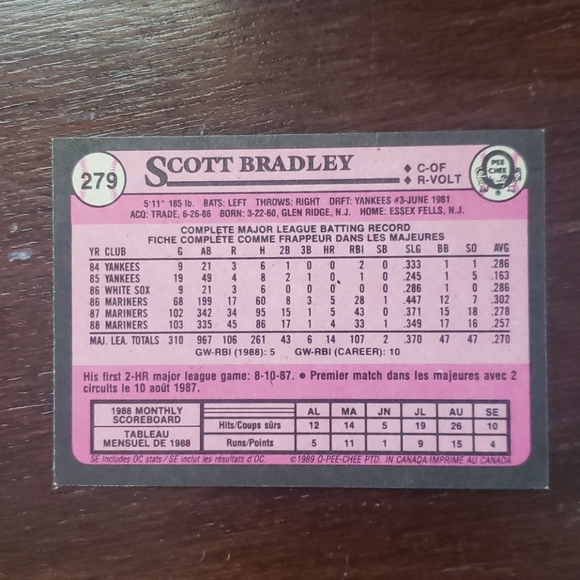 279 SCOTT BRADLEY ♦ C-OF ♦ R-VOLT O PEE CHEE
5'11" 185 lb. BATS: LEFT THROWS: RIGHT DRFT: YANKEES #3-JUNE 1981
ACQ: TRADE, 6-26-86 BORN: 3-22-60, GLEN RIDGE, N.J. HOME: ESSEX FELLS, N.J.
COMPLETE MAJOR LEAGUE BATTING RECORD
FICHE COMPLÈTE COMME FRAPPEUR DANS LES MAJEURES
YR CLUB G AB R H 2B 3B HR RBI SB SLG BB SO AVG
84 YANKEES 9 21 3 6 1 0 0 2 0 .333 1 1 .286
85 YANKEES 19 49 4 8 2 1 0 1 0 .245 1 5 .163
86 WHITE SOX 9 21 3 6 0 0 0 0 0 .286 1 0 .286
86 MARINERS 68 199 17 60 8 3 5 28 1 .447 12 7 .302
87 MARINERS 102 342 34 95 15 1 5 43 0 .371 15 18 .278
88 MARINERS 103 335 45 86 17 1 4 33 1 .349 17 16 .257
MAJ. LEA. TOTALS 310 967 106 261 43 6 14 107 2 .370 47 47 .270
GW-RBI (1988): 5 GW-RBI (CAREER): 10
His first 2-HR major league game: 8-10-87. • Premier match dans les majeures avec 2
circuits le 10 août 1987.
1988 MONTHLY SCOREBOARD AL MA JN JL AU SE
Hits/Coups sûrs 12 14 5 19 26 10
TABLEAU MENSUEL DE 1988 Runs/Points 5 11 1 9 15 4
SE includes OC stats./SE incl. les résultats d'OC. ©1989 O-PEE-CHEE PTD. IN CANADA IMPRIME AU CANADA